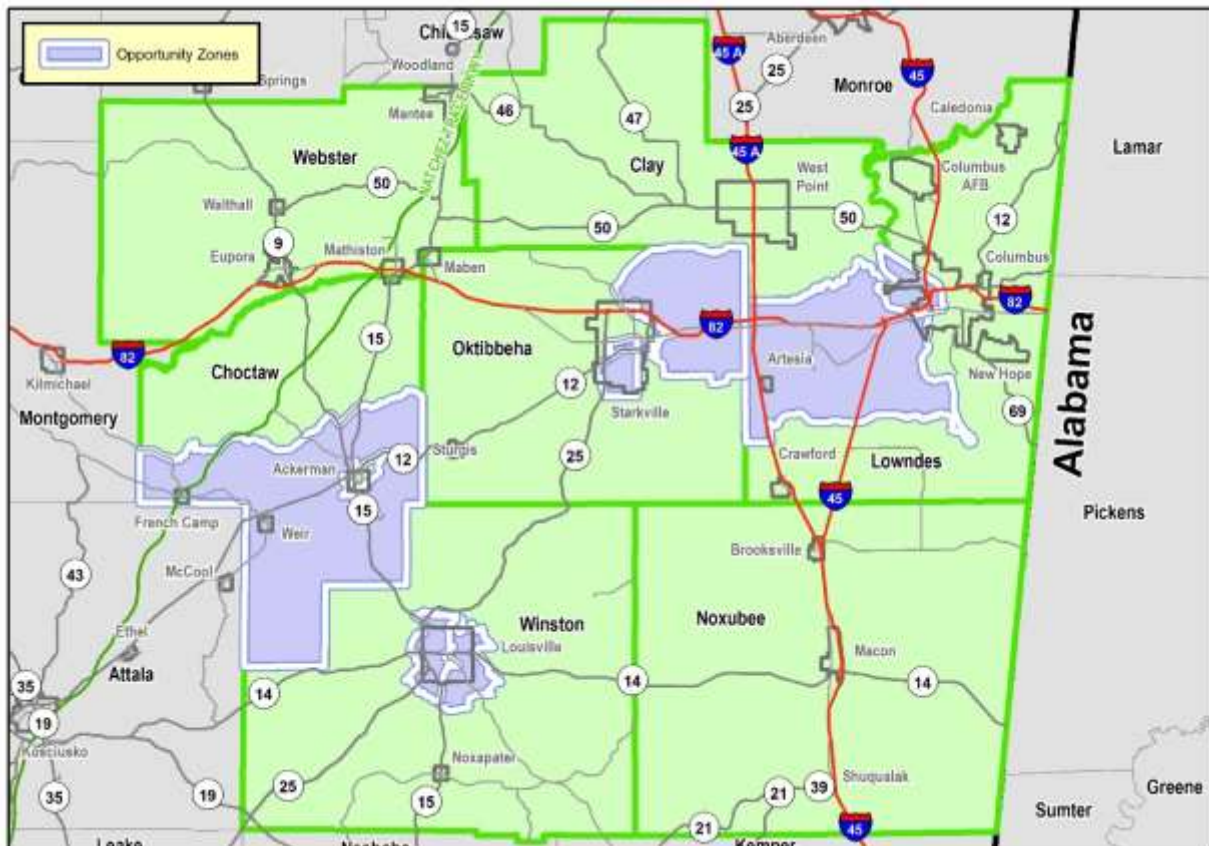 Opportunity Zones
15
Woodland
Springs
Mantee
NATCHEZ
46
47
45 A
25
Aberdeen
25
45
Monroe
Caledonia
Lamar
Webster
Clay
45 A
West
Point
Columbus
AFB
50
Walthall
50
50
12
9
Eupora
Mathiston
Maben
Columbus
82
82
82
15
Oktibbeha
Artesia
Kilmichael
Choctaw
12
New Hope
Montgomery
Starkville
69
Alabama
Ackerman
12
Sturgis
25
Crawford
Lowndes
15
45
French Camp
Weir
Pickens
43
McCool
Brooksville
Ethel
Winston
Noxubee
Louisville
Attala
Macon
35
14
14
14
19
Kosciusko
Noxapater
Shuqualak
25
15
21
39
Greene
35
19
21
45
Sumter